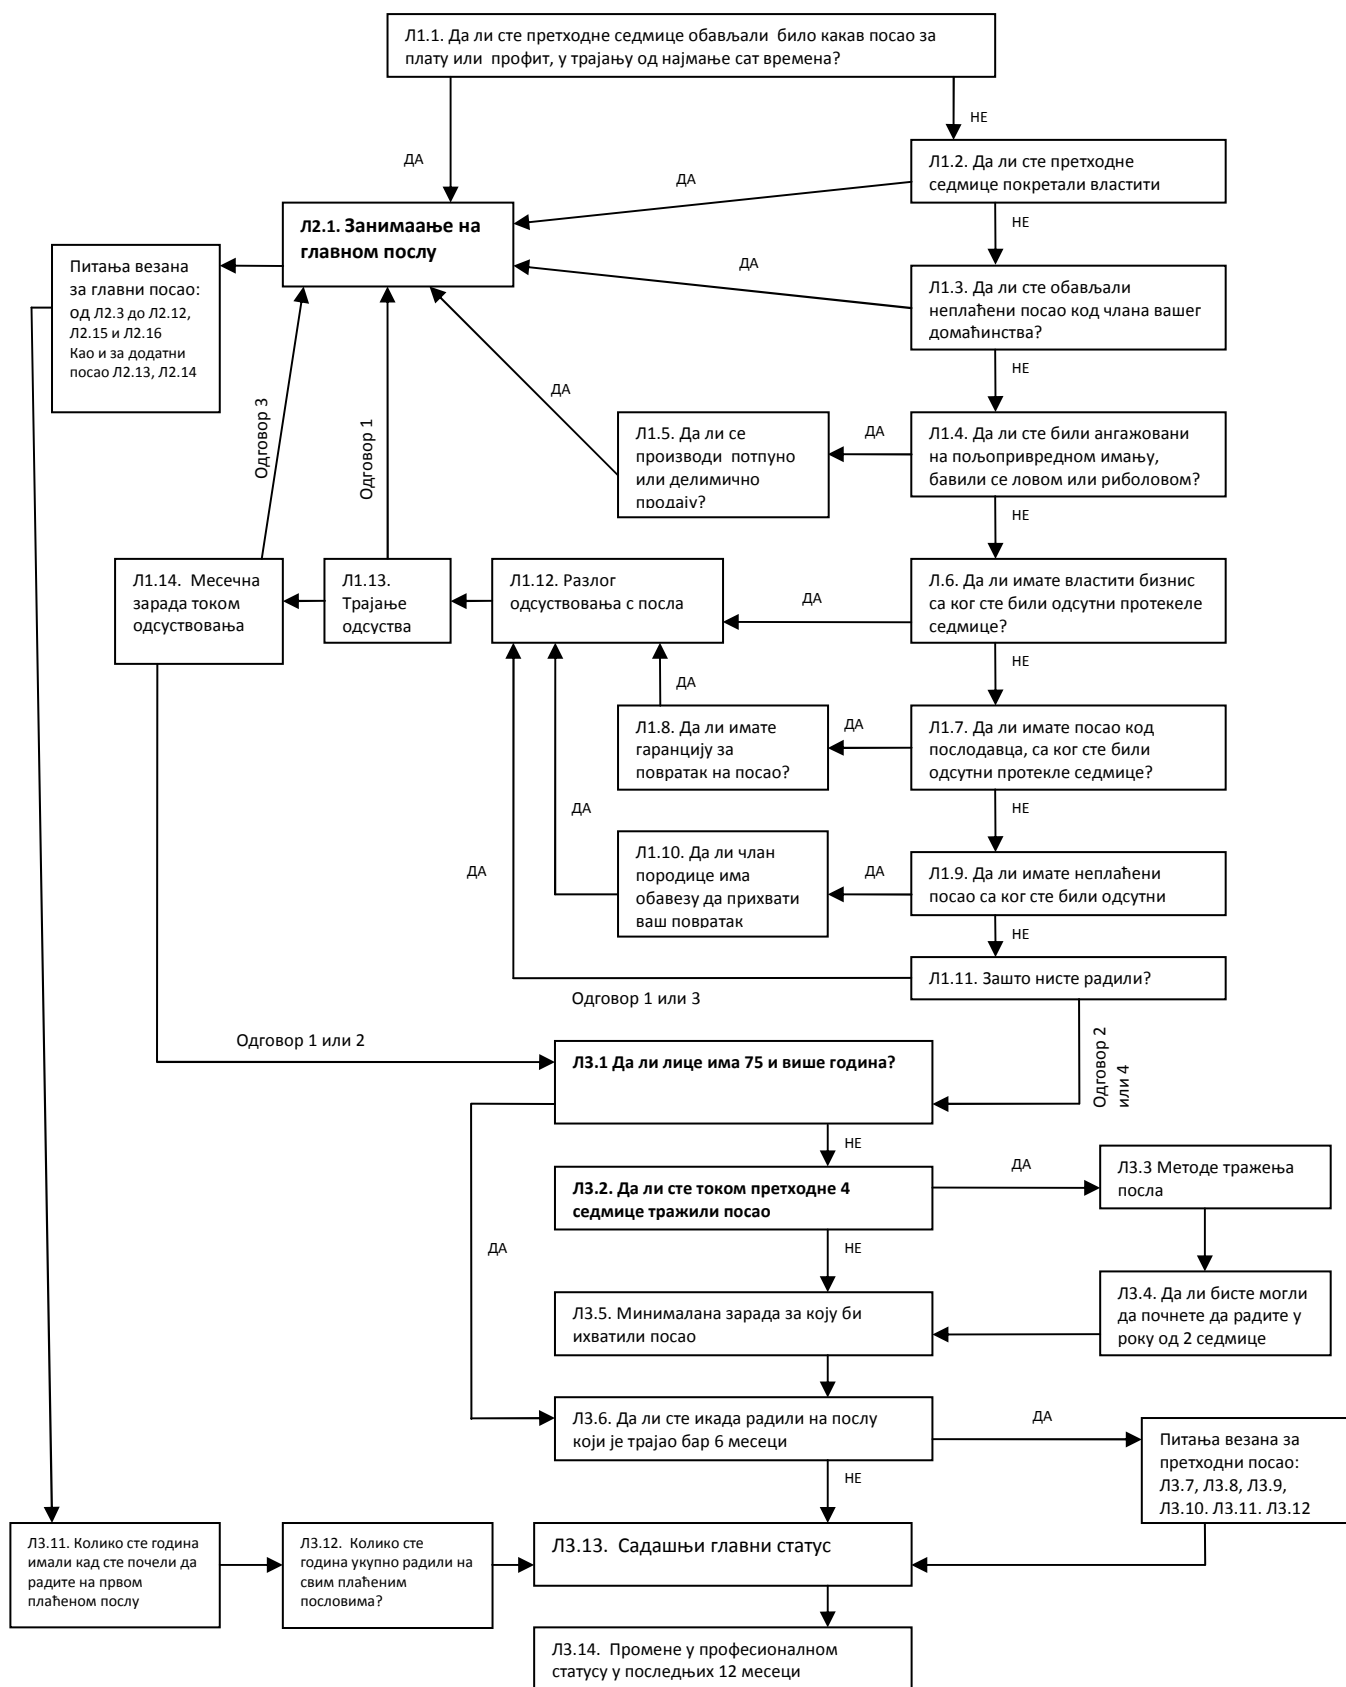 Л1.1. Да ли сте претходне седмице обављали било какав посао за
плату или профит, у трајању од најмање сат времена?
НЕ
ДА
Л1.2. Да ли сте претходне
седмице покретали властити
ДА
НЕ
Л2.1. Занимаање на
главном послу
Питања везана
за главни посао:
од Л2.3 до Л2.12,
Л2.15 и Л2.16
Као и за додатни
посао Л2.13, Л2.14
ДА
Л1.3. Да ли сте обављали
неплаћени посао код члана вашег
домаћинства?
НЕ
ДА
Одговор 3
Одговор 1
Л1.5. Да ли се
производи потпуно
или делимично
продају?
ДА
Л1.4. Да ли сте били ангажовани
на пољопривредном имању,
бавили се ловом или риболовом?
НЕ
Л1.14. Месечна
зарада током
одсуствовања
Л1.13.
Трајање
одсуства
Л1.12. Разлог
одсуствовања с посла
ДА
Л.6. Да ли имате властити бизнис
са ког сте били одсутни протекеле
седмице?
НЕ
ДА
Л1.8. Да ли имате
гаранцију за
повратак на посао?
ДА
Л1.7. Да ли имате посао код
послодавца, са ког сте били
одсутни протекле седмице?
НЕ
ДА
ДА
Л1.10. Да ли члан
породице има
обавезу да прихвати
ваш повратак
ДА
Л1.9. Да ли имате неплаћени
посао са ког сте били одсутни
НЕ
Л1.11. Зашто нисте радили?
Одговор 1 или 3
Одговор 1 или 2
Одговор 2
или 4
Л3.1 Да ли лице има 75 и више година?
НЕ
ДА
Л3.2. Да ли сте током претходне 4
седмице тражили посао
ДА
Л3.3 Методе тражења
посла
НЕ
Л3.4. Да ли бисте могли
да почнете да радите у
року од 2 седмице
Л3.5. Минималана зарада за коју би
ихватили посао
Л3.6. Да ли сте икада радили на послу
који је трајао бар 6 месеци
ДА
НЕ
Питања везана за
претходни посао:
Л3.7, Л3.8, Л3.9,
Л3.10. Л3.11. Л3.12
Л3.11. Колико сте година
имали кад сте почели да
радите на првом
плаћеном послу
Л3.12. Колико сте
година укупно радили на
свим плаћеним
пословима?
Л3.13. Садашњи главни статус
Л3.14. Промене у професионалном
статусу у последњих 12 месеци